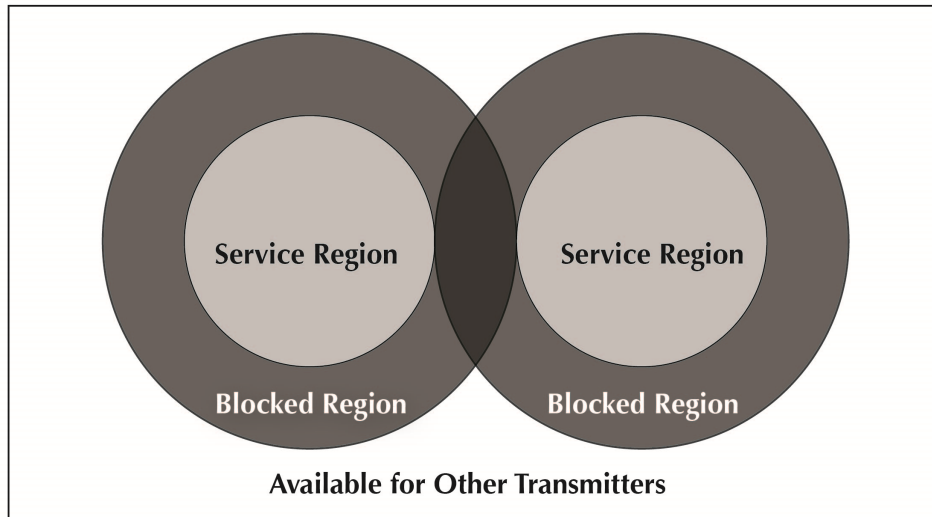 Service Region
Service Region
Blocked Region
Blocked Region
Available for Other Transmitters